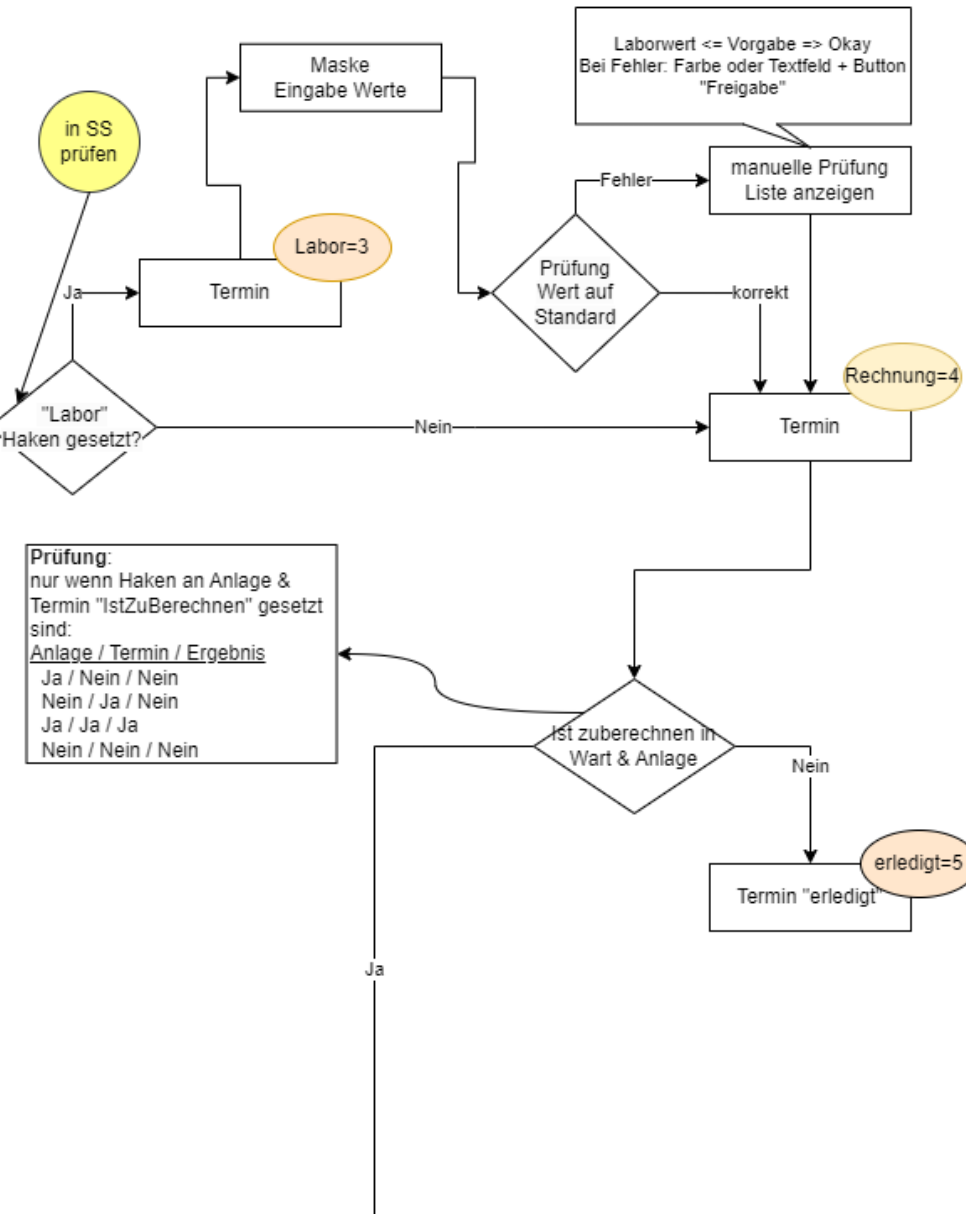 Laborwert <= Vorgabe => Okay
Bei Fehler: Farbe oder Textfeld + Button
"Freigabe"
Maske
Eingabe Werte
in SS
prüfen
manuelle Prüfung
Liste anzeigen
Fehler
Labor=3
Termin
Ja
Prüfung
Wert auf
Standard
korrekt
Rechnung=4
Termin
"Labor"
Haken gesetzt?
Nein
Prüfung:
nur wenn Haken an Anlage &
Termin "IstZuBerechnen" gesetzt
sind:
Anlage / Termin / Ergebnis
Ja / Nein / Nein
Nein / Ja / Nein
Ja / Ja / Ja
Nein / Nein / Nein
Ist zuberechnen in
Wart & Anlage
Nein
erledigt=5
Termin "erledigt"
Ja